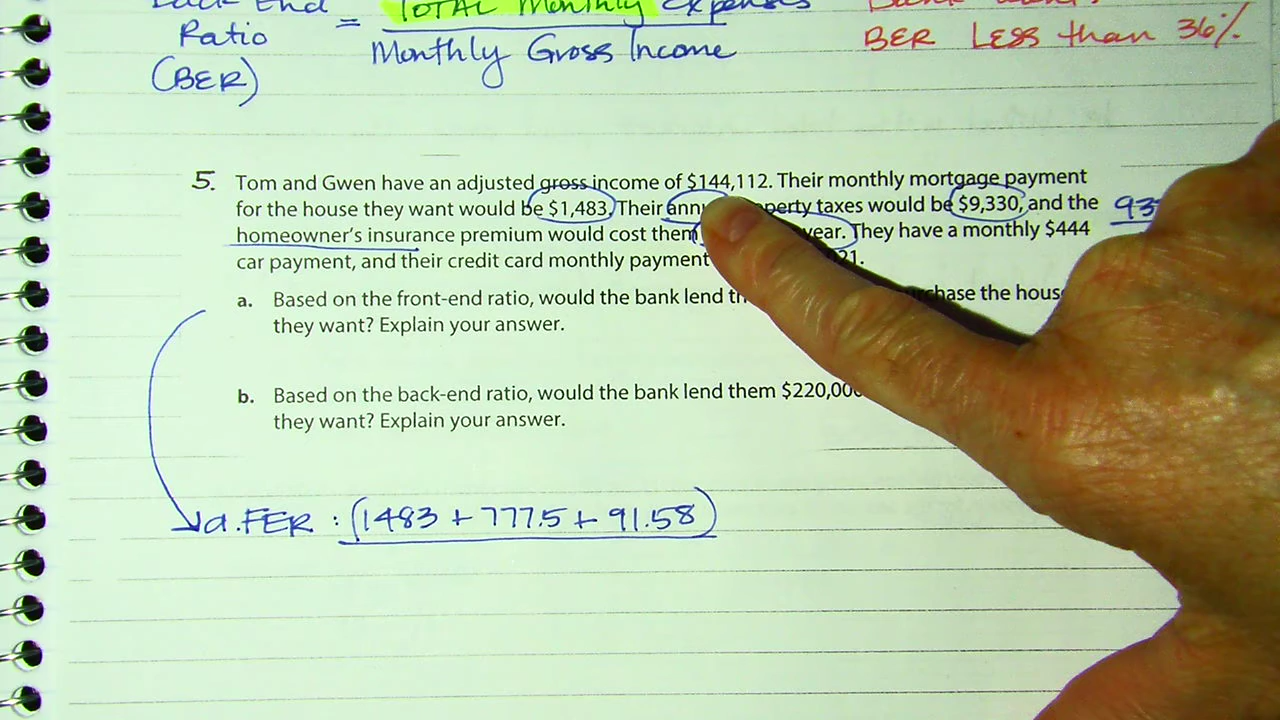 Back End = TOTAL Monthly Expenses
Ratio Monthly Gross Income BER Less than 36%
(BER)
5. Tom and Gwen have an adjusted gross income of $144,112. Their monthly mortgage payment
for the house they want would be $1,483. Their property taxes would be $9,330, and the
homeowner's insurance premium would cost them year. They have a monthly $444
car payment, and their credit card monthly payment
a. Based on the front-end ratio, would the bank lend the
they want? Explain your answer.
b. Based on the back-end ratio, would the bank lend them
they want? Explain your answer.
a. FER : (1483 + 777.5 + 91.58)